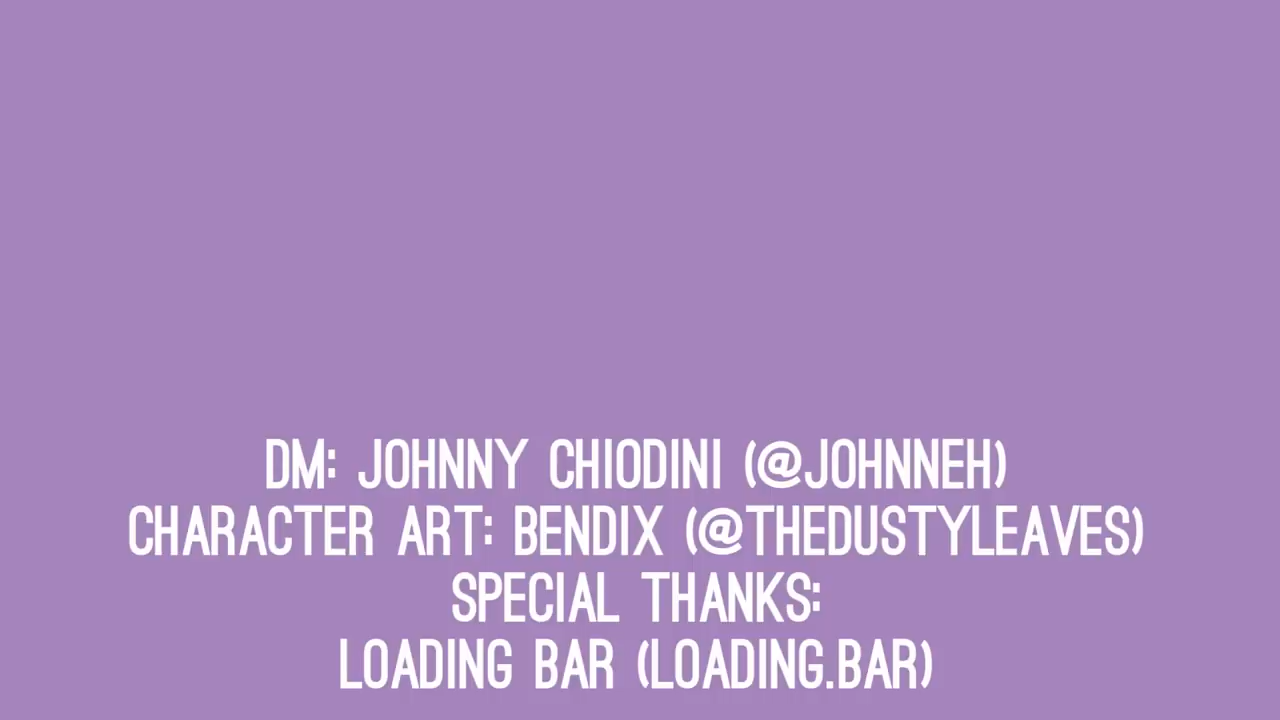 DM: JOHNNY CHIODINI (@JOHNNEH)
CHARACTER ART: BENDIX (@THEDUSTYLEAVES)
SPECIAL THANKS:
LOADING BAR (LOADING.BAR)